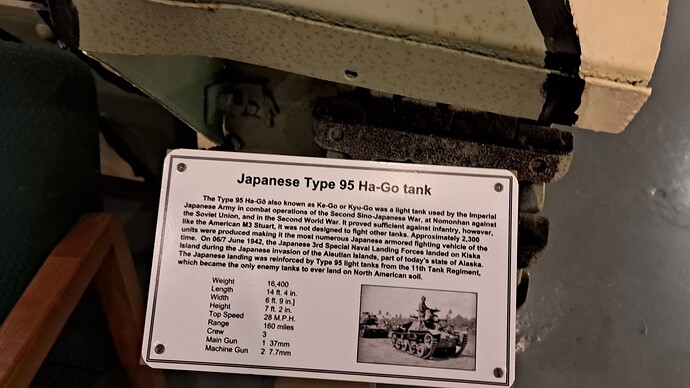 Japanese Type 95 Ha-Go tank
The Type 95 Ha-Gō also known as Ke-Go or Kyu-Go was a light tank used by the Imperial
Japanese Army in combat operations of the Second Sino-Japanese War, at Nomonhan against
the Soviet Union, and in the Second World War. It proved sufficient against infantry, however,
like the American M3 Stuart, it was not designed to fight other tanks. Approximately 2,300
units were produced making it the most numerous Japanese armored fighting vehicle of the
time. On 06/7 June 1942, the Japanese 3rd Special Naval Landing Forces landed on Kiska
Island during the Japanese invasion of the Aleutian Islands, part of today's state of Alaska.
The Japanese landing was reinforced by Type 95 light tanks from the 11th Tank Regiment,
which became the only enemy tanks to ever land on North American soil.
Weight 16,400
Length 14 ft. 4 in.
Width 6 ft. 9 in.]
Height 7 ft. 2 in.
Top Speed 28 M.P.H.
Range 160 miles
Crew 3
Main Gun 1 37mm
Machine Gun 2 7.7mm